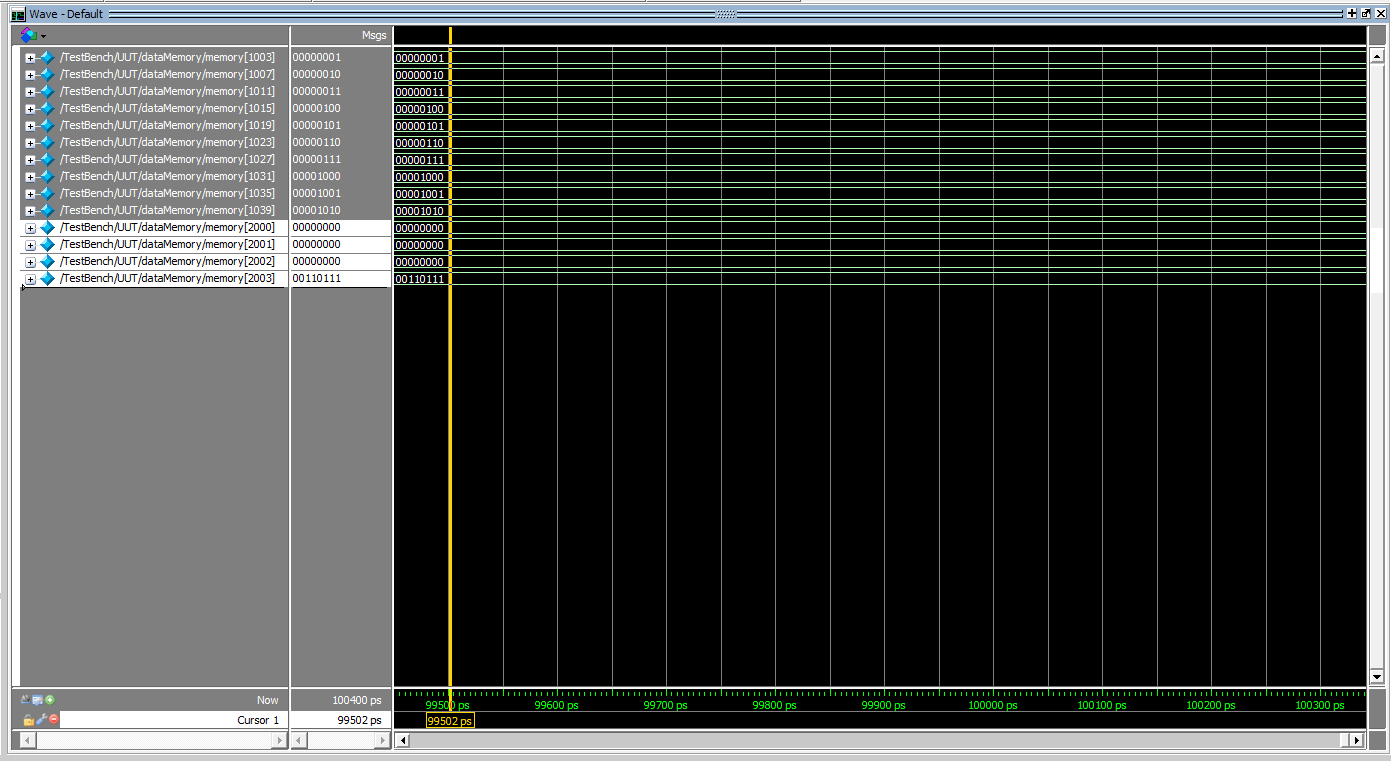 Wave - Default
Msgs
/TestBench/UUT/dataMemory/memory[1003] 00000001 00000001
/TestBench/UUT/dataMemory/memory[1007] 00000010 00000010
/TestBench/UUT/dataMemory/memory[1011] 00000011 00000011
/TestBench/UUT/dataMemory/memory[1015] 00000100 00000100
/TestBench/UUT/dataMemory/memory[1019] 00000101 00000101
/TestBench/UUT/dataMemory/memory[1023] 00000110 00000110
/TestBench/UUT/dataMemory/memory[1027] 00000111 00000111
/TestBench/UUT/dataMemory/memory[1031] 00001000 00001000
/TestBench/UUT/dataMemory/memory[1035] 00001001 00001001
/TestBench/UUT/dataMemory/memory[1039] 00001010 00001010
/TestBench/UUT/dataMemory/memory[2000] 00000000 00000000
/TestBench/UUT/dataMemory/memory[2001] 00000000 00000000
/TestBench/UUT/dataMemory/memory[2002] 00000000 00000000
/TestBench/UUT/dataMemory/memory[2003] 00110111 00110111
Now 100400 ps 99500 ps 99600 ps 99700 ps 99800 ps 99900 ps 100000 ps 100100 ps 100200 ps 100300 ps
Cursor 1 99502 ps 99502 ps